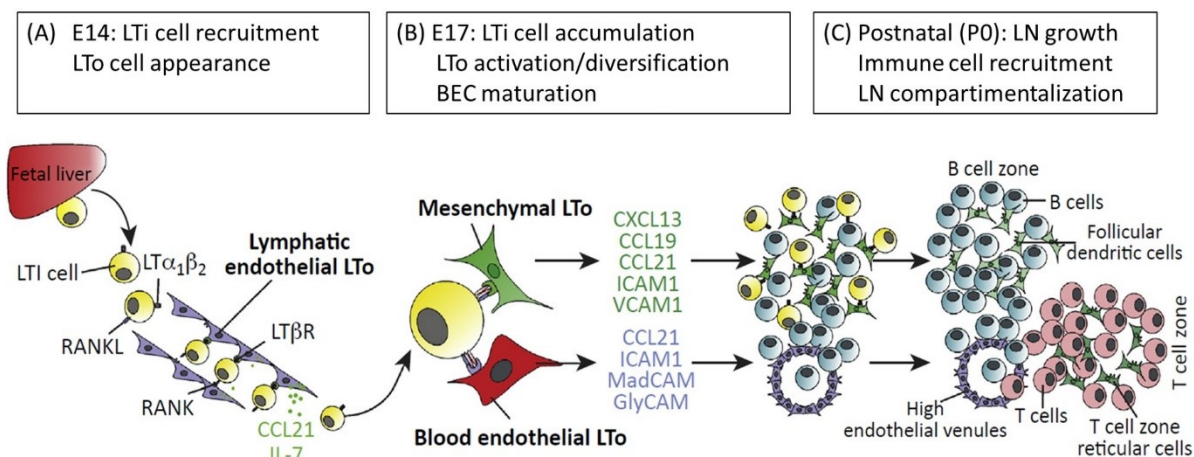 (A) E14: LTi cell recruitment
LTo cell appearance
(B) E17: LTi cell accumulation
LTo activation/diversification
BEC maturation
(C) Postnatal (P0): LN growth
Immune cell recruitment
LN compartimentalization
Fetal liver
LTI cell
LTα1β2
Lymphatic
endothelial LTo
RANKL
LTβR
RANK
CCL21
IL-7
Mesenchymal LTo
Blood endothelial LTo
CXCL13
CCL19
CCL21
ICAM1
VCAM1
CCL21
ICAM1
MadCAM
GlyCAM
B cell zone
B cells
Follicular
dendritic cells
T cell zone
High
endothelial venules
T cells
T cell zone
reticular cells